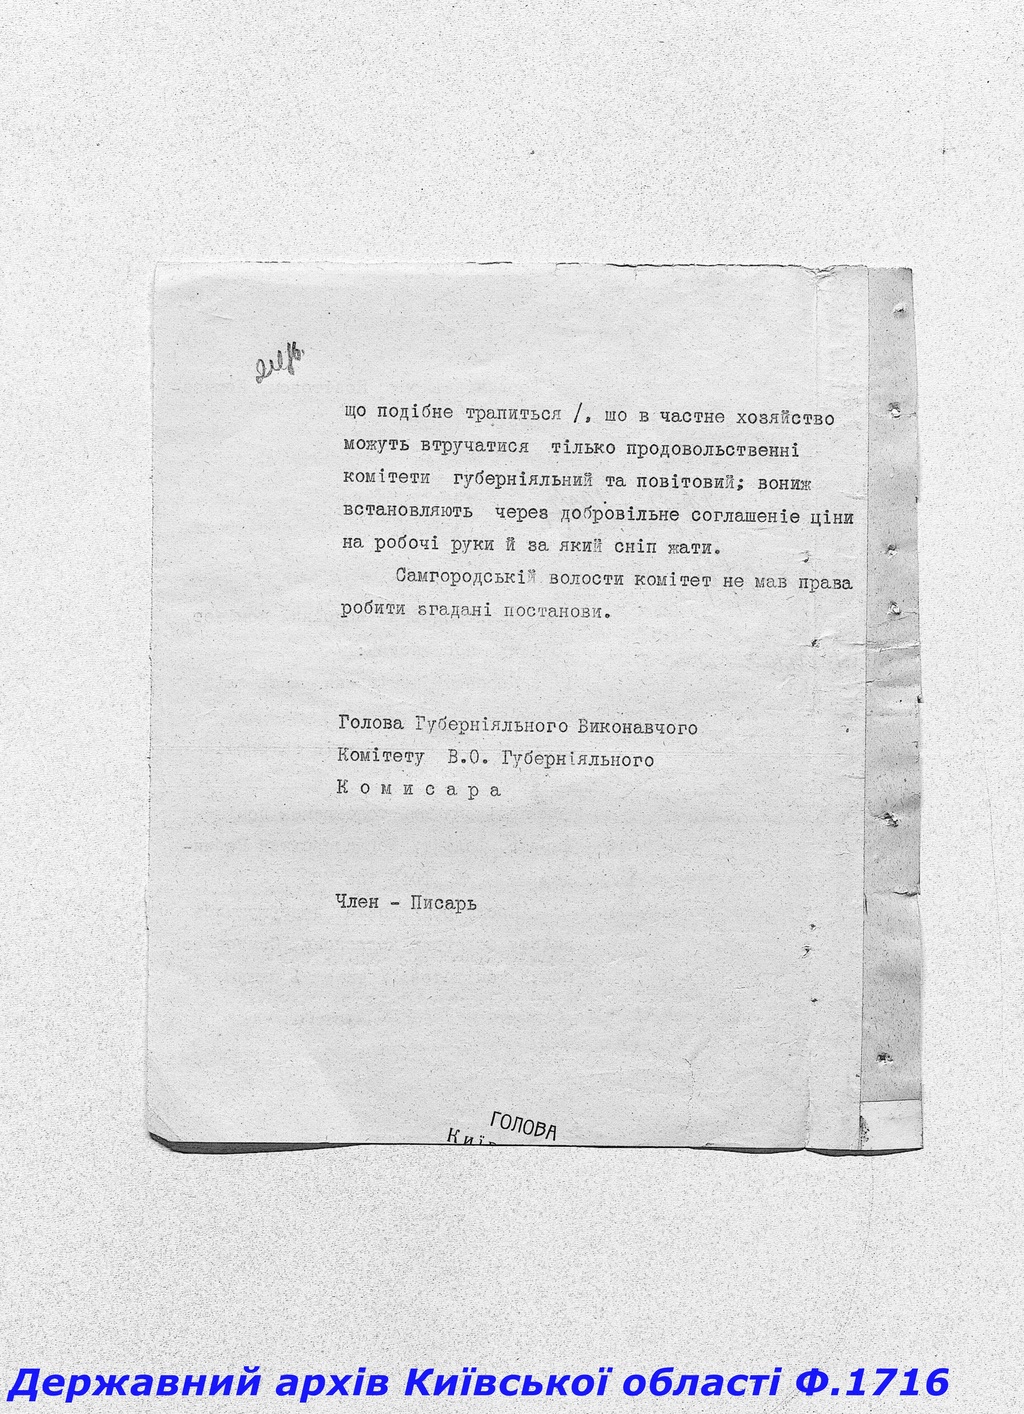 що подібне трапиться /, шо в частне хозяйство
можуть втручатися тілько продовольственні
комітети губерніяльний та повітовий; вониж
встановляють через добровільне соглашеніе ціни
на робочі руки й за який сніп жати.
Самгородській волости комітет не мав права
робити згадані постанови.
Голова Губерніяльного Виконавчого
Комітету В.О. Губерніяльного
К о м и с а р а
Член - Писарь
ГОЛОВА
Держaвний архів Київської області Ф.1716